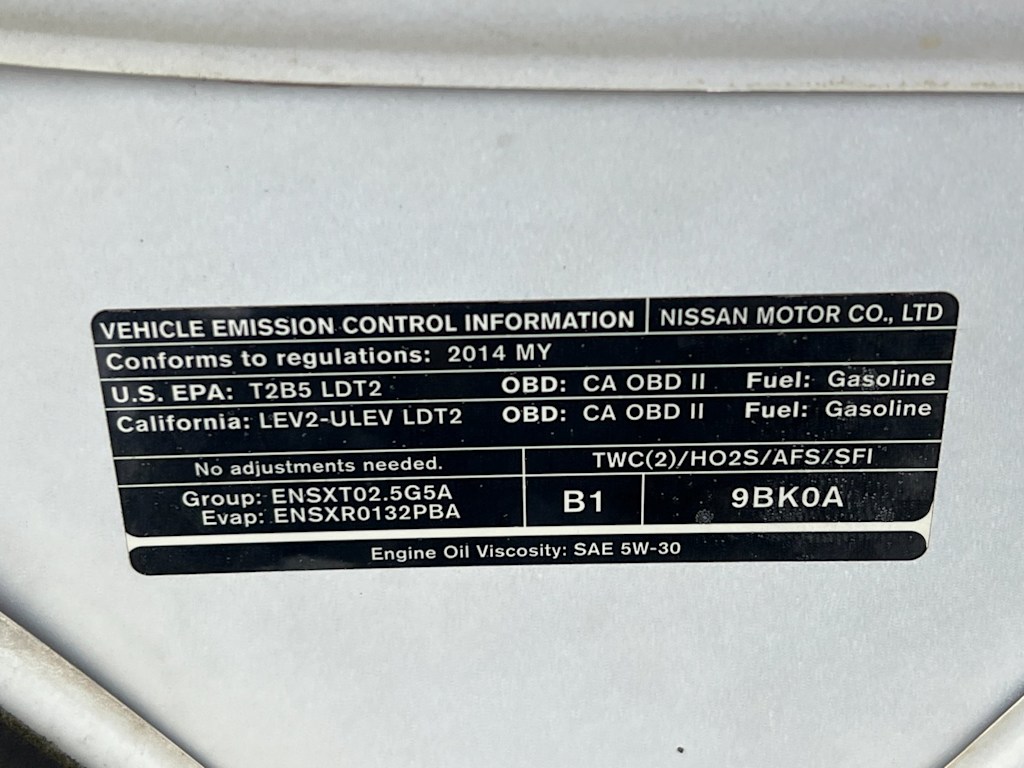 VEHICLE EMISSION CONTROL INFORMATION NISSAN MOTOR CO., LTD
Conforms to regulations: 2014 MY
U.S. EPA: T2B5 LDT2 OBD: CA OBD II Fuel: Gasoline
California: LEV2-ULEV LDT2 OBD: CA OBD II Fuel: Gasoline
No adjustments needed. TWC(2)/HO2S/AFS/SFI
Group: ENSXT02.5G5A
Evap: ENSXR0132PBA
B1 9BK0A
Engine Oil Viscosity: SAE 5W-30